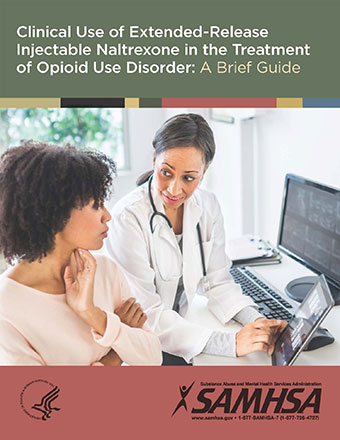 Clinical Use of Extended-Release
Injectable Naltrexone in the Treatment
of Opioid Use Disorder: A Brief Guide
Substance Abuse and Mental Health Services Administration
SAMHSA
www.samhsa.gov • 1-877-SAMHSA-7 (1-877-726-4727)